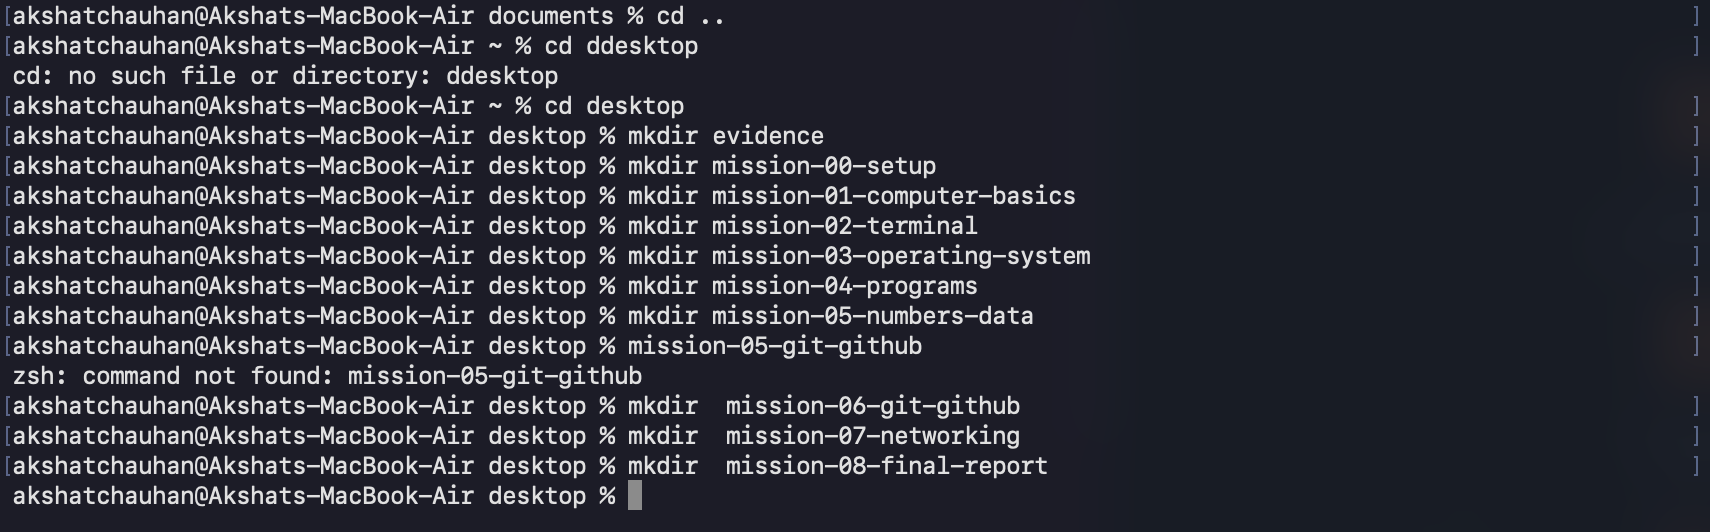 [akshatchauhan@Akshats-MacBook-Air documents % cd .. ]
[akshatchauhan@Akshats-MacBook-Air ~ % cd ddesktop ]
cd: no such file or directory: ddesktop
[akshatchauhan@Akshats-MacBook-Air ~ % cd desktop ]
[akshatchauhan@Akshats-MacBook-Air desktop % mkdir evidence ]
[akshatchauhan@Akshats-MacBook-Air desktop % mkdir mission-00-setup ]
[akshatchauhan@Akshats-MacBook-Air desktop % mkdir mission-01-computer-basics ]
[akshatchauhan@Akshats-MacBook-Air desktop % mkdir mission-02-terminal ]
[akshatchauhan@Akshats-MacBook-Air desktop % mkdir mission-03-operating-system ]
[akshatchauhan@Akshats-MacBook-Air desktop % mkdir mission-04-programs ]
[akshatchauhan@Akshats-MacBook-Air desktop % mkdir mission-05-numbers-data ]
[akshatchauhan@Akshats-MacBook-Air desktop % mission-05-git-github ]
zsh: command not found: mission-05-git-github
[akshatchauhan@Akshats-MacBook-Air desktop % mkdir  mission-06-git-github ]
[akshatchauhan@Akshats-MacBook-Air desktop % mkdir  mission-07-networking ]
[akshatchauhan@Akshats-MacBook-Air desktop % mkdir  mission-08-final-report ]
akshatchauhan@Akshats-MacBook-Air desktop %